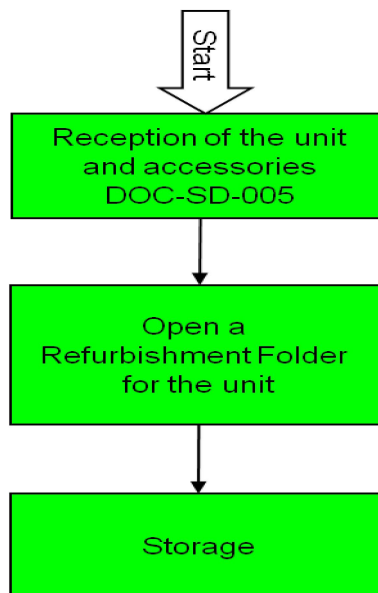 Start
Reception of the unit
and accessories
DOC-SD-005
Open a
Refurbishment Folder
for the unit
Storage